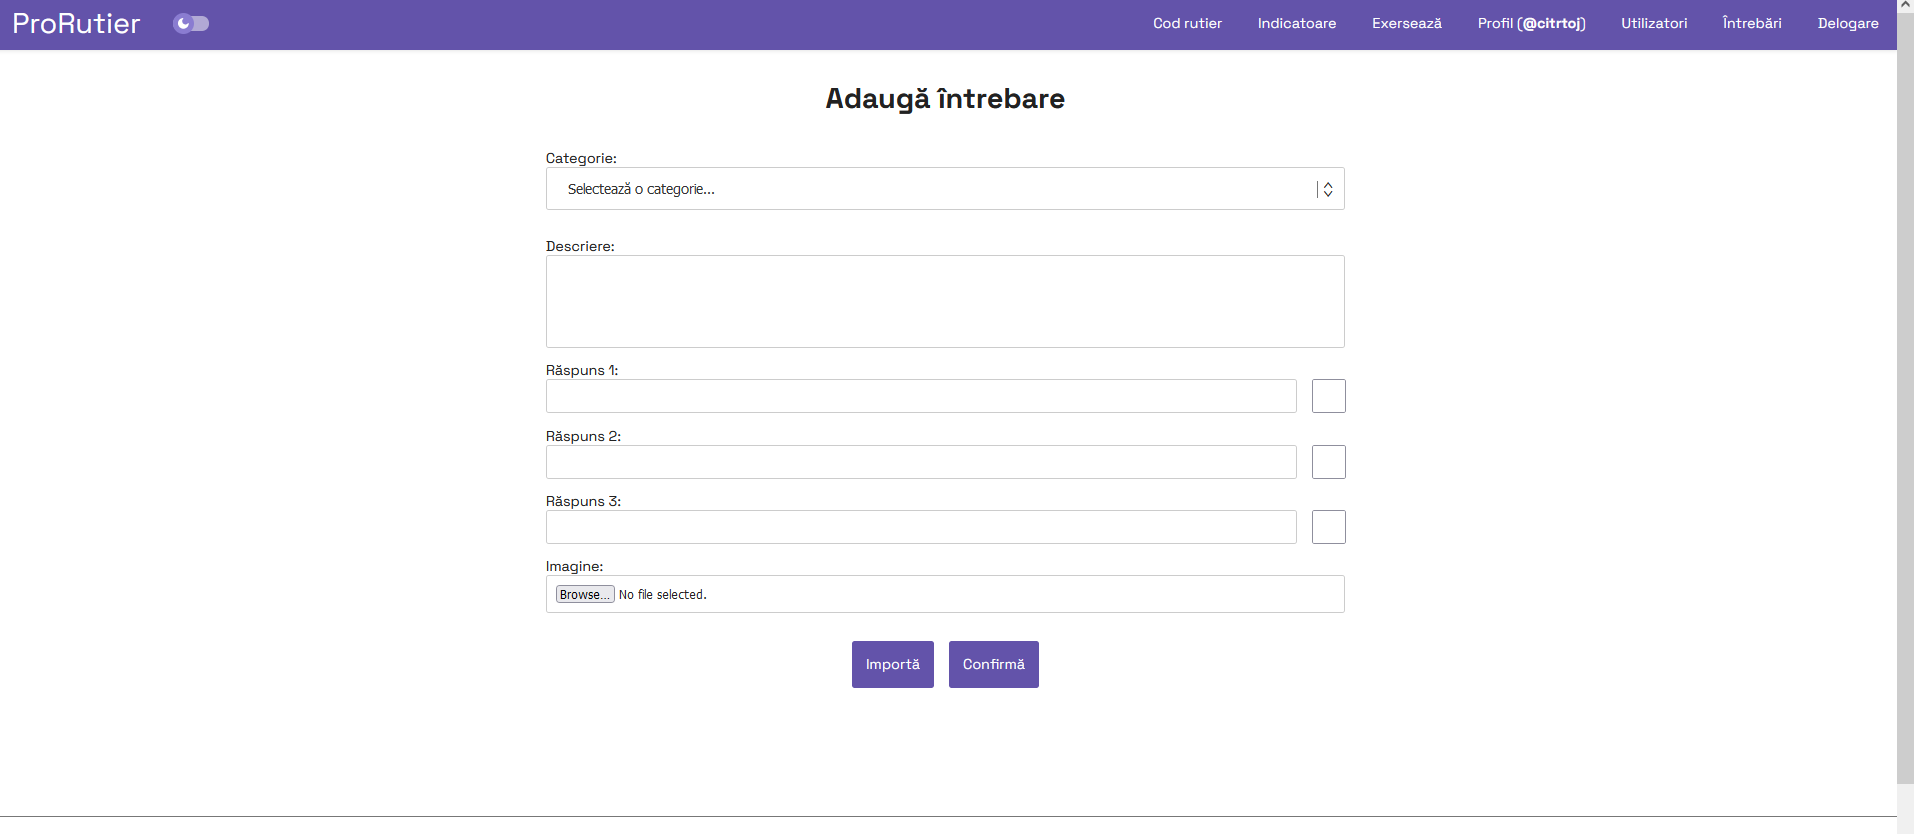 ProRutier
Cod rutier
Indicatoare
Exersează
Profil (@citrtoj)
Utilizatori
Întrebări
Delogare
Adaugă întrebare
Categorie:
Selectează o categorie...
Descriere:
Răspuns 1:
Răspuns 2:
Răspuns 3:
Imagine:
Browse... No file selected.
Importă
Confirmă